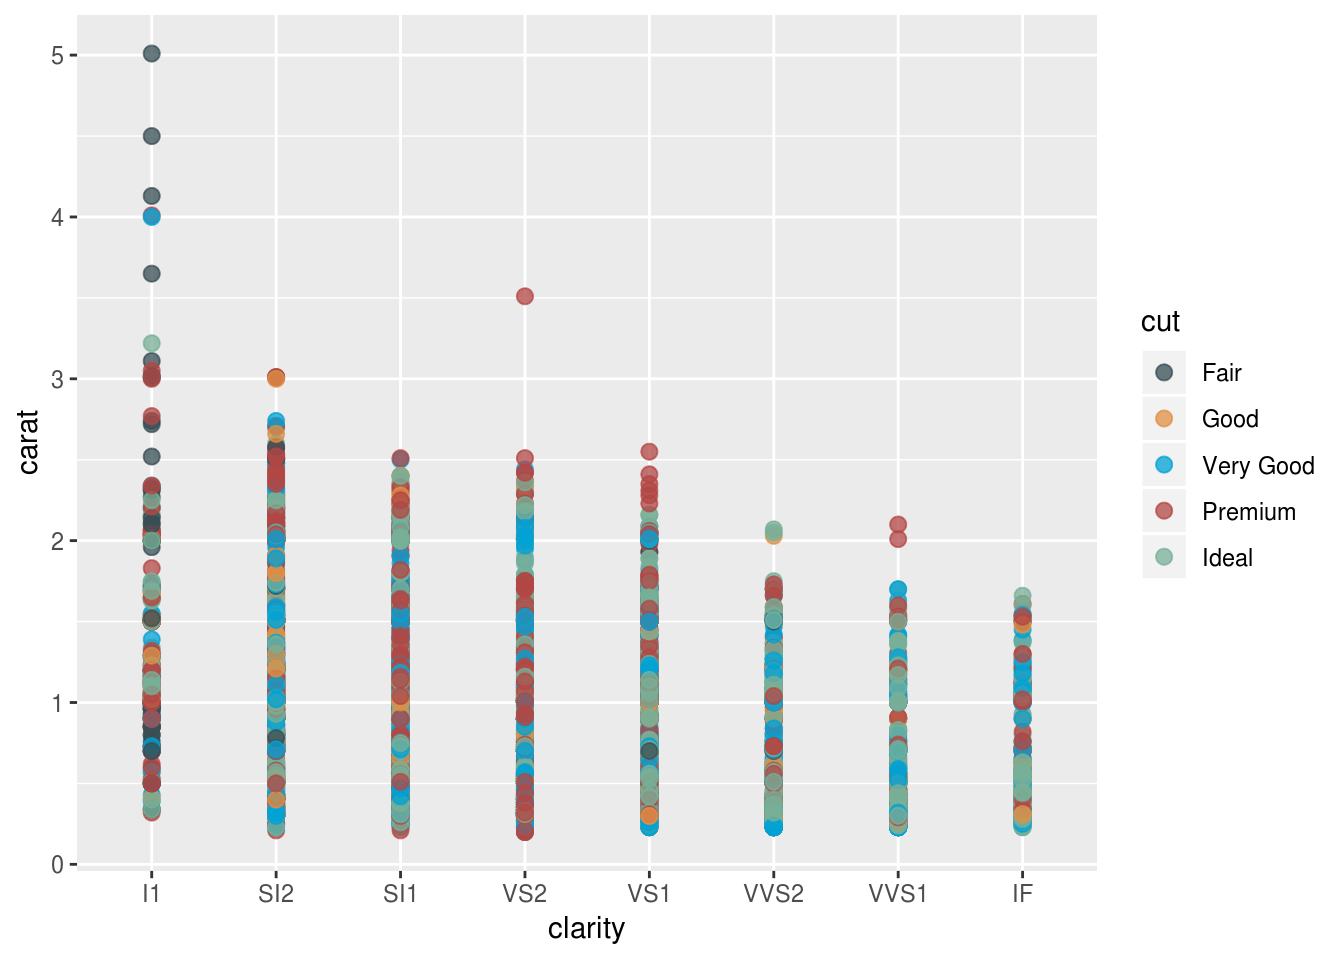 5
4
3
2
1
0
carat
I1 SI2 SI1 VS2 VS1 VVS2 VVS1 IF
clarity
cut
Fair
Good
Very Good
Premium
Ideal